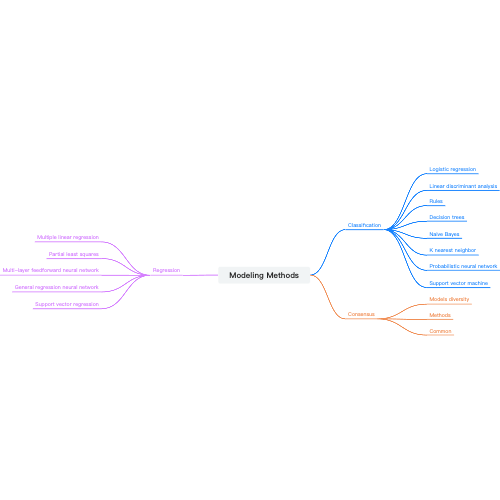 Modeling Methods
Classification
Logistic regression
Linear discriminant analysis
Rules
Decision trees
Naive Bayes
K nearest neighbor
Probabilistic neural network
Support vector machine
Consensus
Models diversity
Methods
Common
Regression
Multiple linear regression
Partial least squares
Multi-layer feedforward neural network
General regression neural network
Support vector regression